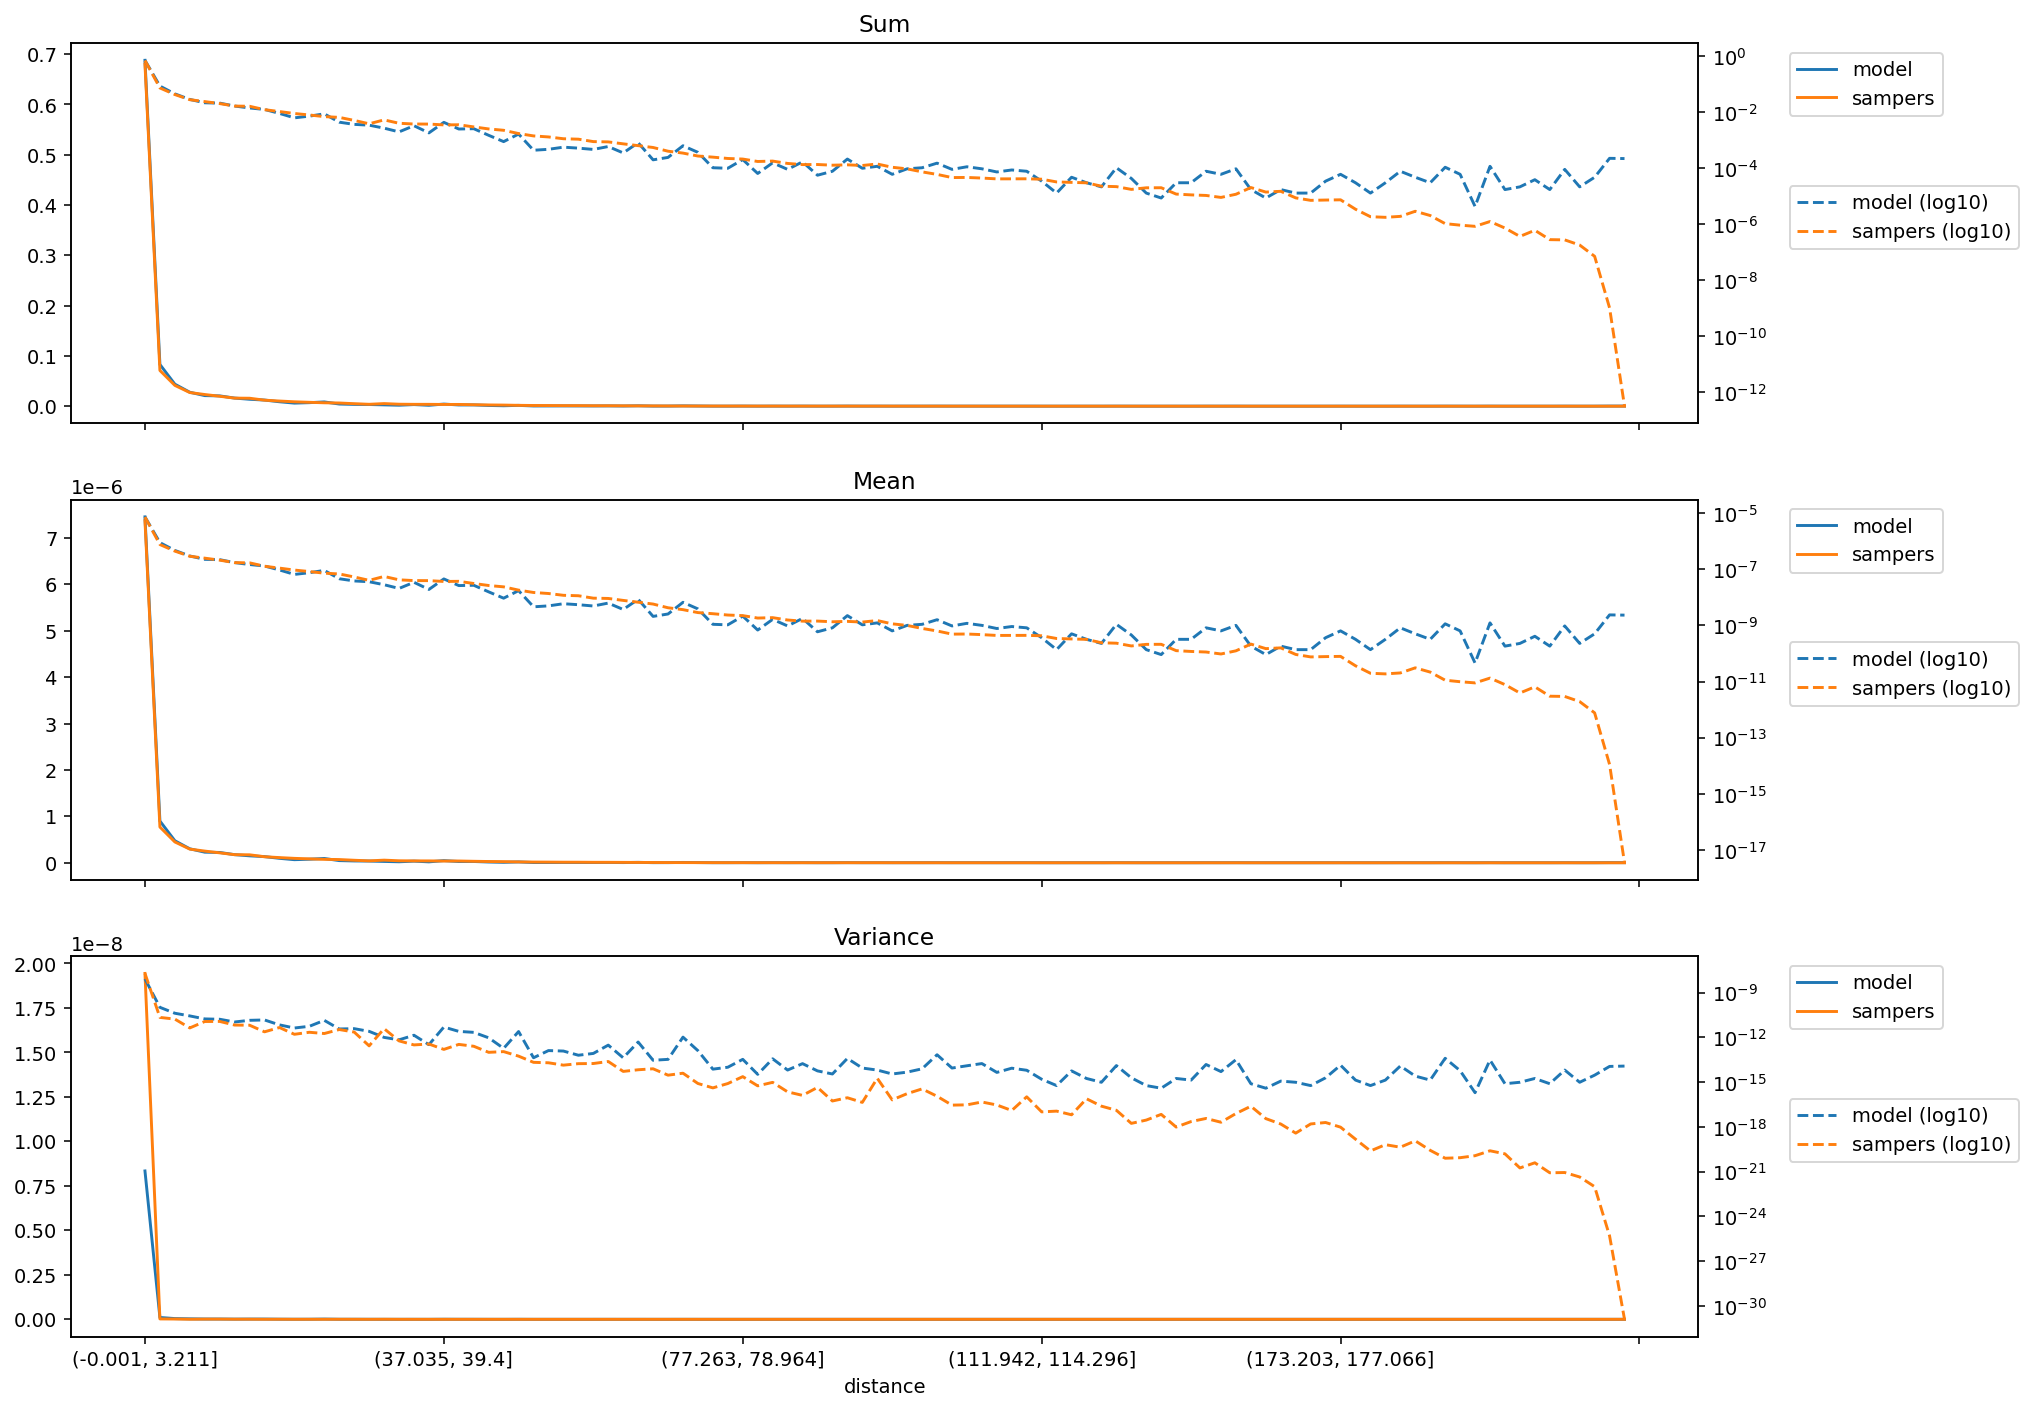 Sum
0.7
0.6
0.5
0.4
0.3
0.2
0.1
0.0
10⁰
10⁻²
10⁻⁴
10⁻⁶
10⁻⁸
10⁻¹⁰
10⁻¹²
model
sampers
model (log10)
sampers (log10)
Mean
1e−6
7
6
5
4
3
2
1
0
10⁻⁵
10⁻⁷
10⁻⁹
10⁻¹¹
10⁻¹³
10⁻¹⁵
10⁻¹⁷
model
sampers
model (log10)
sampers (log10)
Variance
1e−8
2.00
1.75
1.50
1.25
1.00
0.75
0.50
0.25
0.00
10⁻⁹
10⁻¹²
10⁻¹⁵
10⁻¹⁸
10⁻²¹
10⁻²⁴
10⁻²⁷
10⁻³⁰
model
sampers
model (log10)
sampers (log10)
(-0.001, 3.211] (37.035, 39.4] (77.263, 78.964] (111.942, 114.296] (173.203, 177.066]
distance